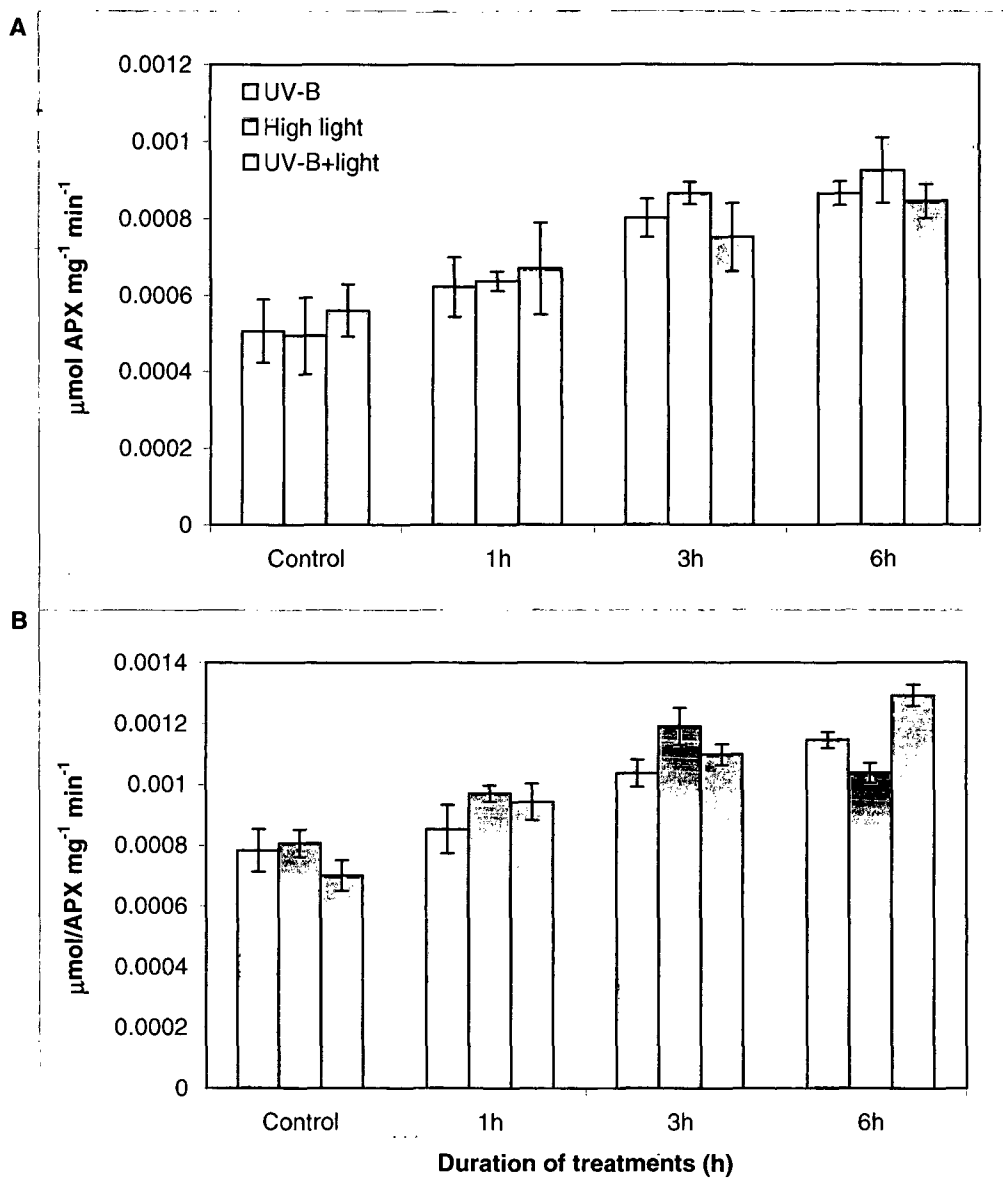 A
0.0012
0.001
0.0008
0.0006
0.0004
0.0002
0
µmol APX mg⁻¹ min⁻¹
UV-B
High light
UV-B+light
Control 1h 3h 6h
B
0.0014
0.0012
0.001
0.0008
0.0006
0.0004
0.0002
0
µmol/APX mg⁻¹ min⁻¹
Control 1h 3h 6h
Duration of treatments (h)